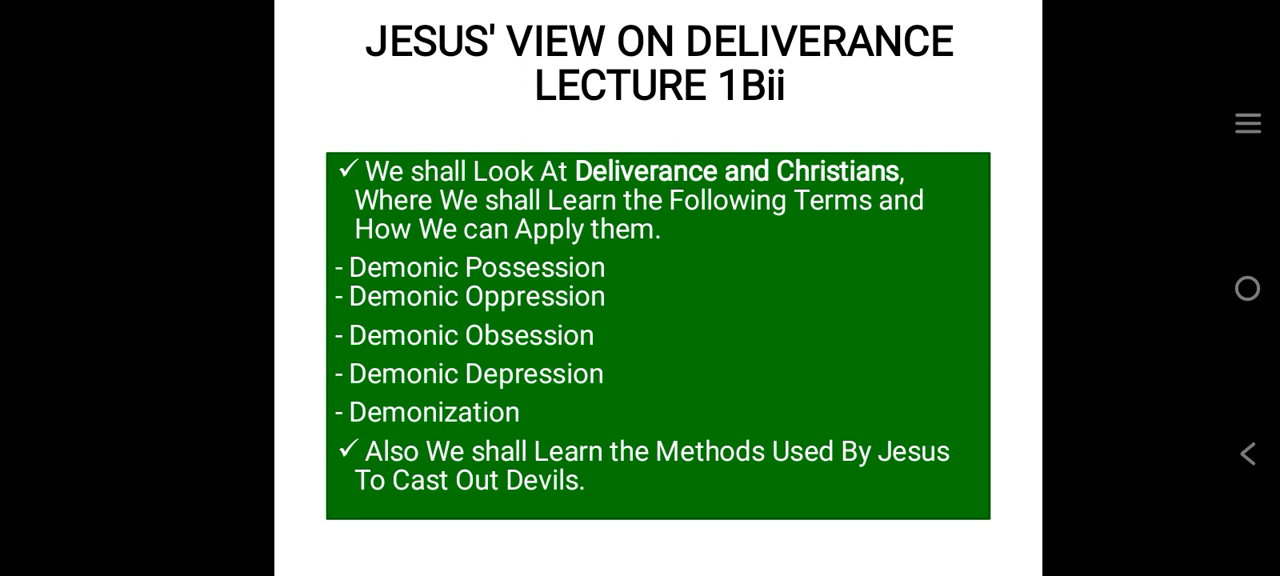 JESUS' VIEW ON DELIVERANCE
LECTURE 1Bii
✓ We shall Look At Deliverance and Christians,
Where We shall Learn the Following Terms and
How We can Apply them.
- Demonic Possession
- Demonic Oppression
- Demonic Obsession
- Demonic Depression
- Demonization
✓ Also We shall Learn the Methods Used By Jesus
To Cast Out Devils.